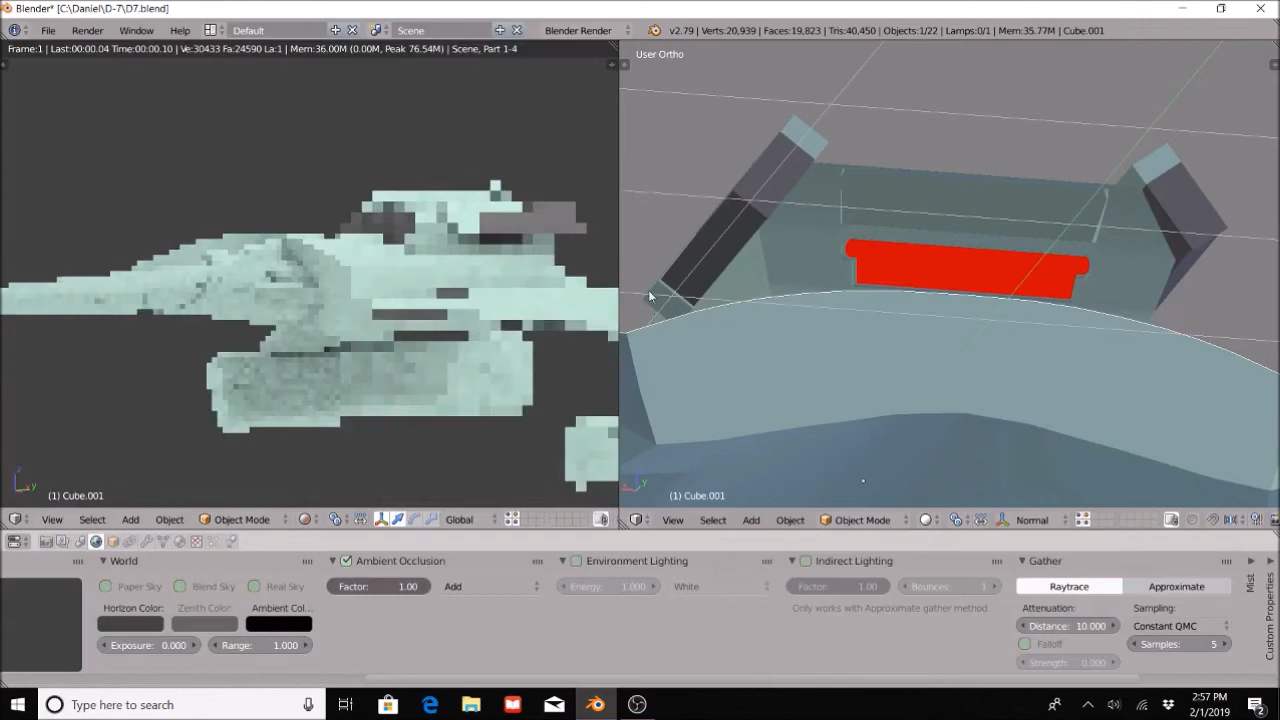 Blender* [C:\Daniel\D-7\D7.blend]
File Render Window Help Default Scene Blender Render v2.79 | Verts:20,939 | Faces:19,823 | Tris:40,450 | Objects:1/22 | Lamps:0/1 | Mem:35.77M | Cube.001
Frame:1 | Last:00:00.04 Time:00:00.10 | Ve:30433 Fa:24590 La:1 | Mem:36.00M (0.00M, Peak 76.54M) | Scene, Part 1-4
User Ortho
z
y
(1) Cube.001
z
y
(1) Cube.001
View Select Add Object Object Mode Global
View Select Add Object Object Mode Normal
World Ambient Occlusion Environment Lighting Indirect Lighting Gather
Paper Sky Blend Sky Real Sky Factor: 1.00 Add Energy: 1.000 White Factor: 1.00 Bounces: 1 Raytrace Approximate
Horizon Color: Zenith Color: Ambient Col... Only works with Approximate gather method Attenuation: Sampling:
Distance: 10.000 Constant QMC
Exposure: 0.000 Range: 1.000 Falloff Samples: 5
Strength: 0.000
Mist
Custom Properties
Type here to search
2:57 PM
2/1/2019
2